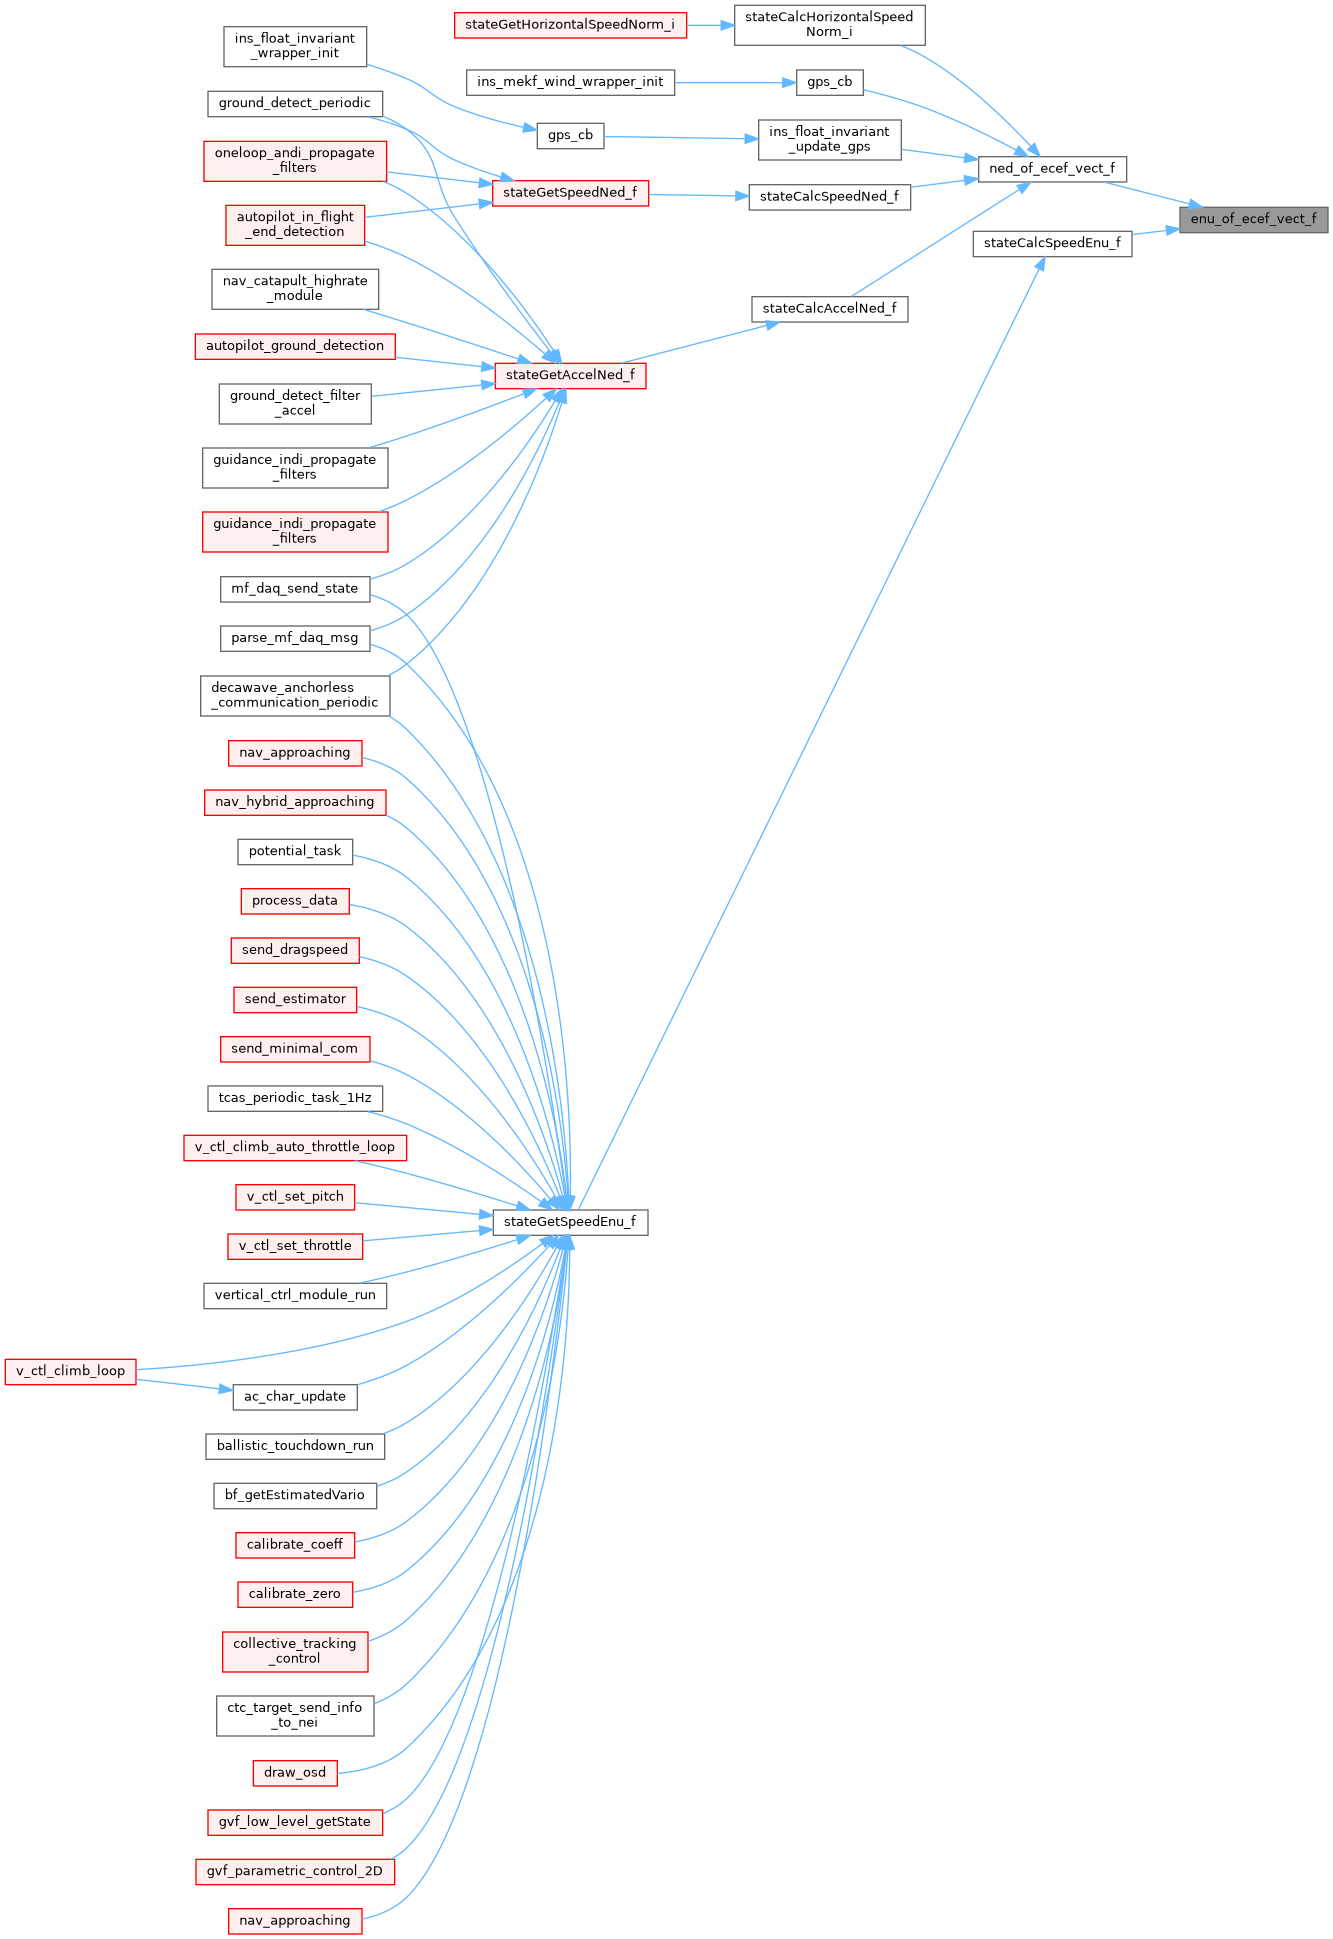 stateGetHorizontalSpeedNorm_i
stateCalcHorizontalSpeed
Norm_i
ins_float_invariant
_wrapper_init
ins_mekf_wind_wrapper_init
gps_cb
ground_detect_periodic
gps_cb
ins_float_invariant
_update_gps
oneloop_andi_propagate
_filters
ned_of_ecef_vect_f
stateGetSpeedNed_f
stateCalcSpeedNed_f
autopilot_in_flight
_end_detection
enu_of_ecef_vect_f
stateCalcSpeedEnu_f
nav_catapult_highrate
_module
stateCalcAccelNed_f
autopilot_ground_detection
stateGetAccelNed_f
ground_detect_filter
_accel
guidance_indi_propagate
_filters
guidance_indi_propagate
_filters
mf_daq_send_state
parse_mf_daq_msg
decawave_anchorless
_communication_periodic
nav_approaching
nav_hybrid_approaching
potential_task
process_data
send_dragspeed
send_estimator
send_minimal_com
tcas_periodic_task_1Hz
v_ctl_climb_auto_throttle_loop
v_ctl_set_pitch
stateGetSpeedEnu_f
v_ctl_set_throttle
vertical_ctrl_module_run
v_ctl_climb_loop
ac_char_update
ballistic_touchdown_run
bf_getEstimatedVario
calibrate_coeff
calibrate_zero
collective_tracking
_control
ctc_target_send_info
_to_nei
draw_osd
gvf_low_level_getState
gvf_parametric_control_2D
nav_approaching